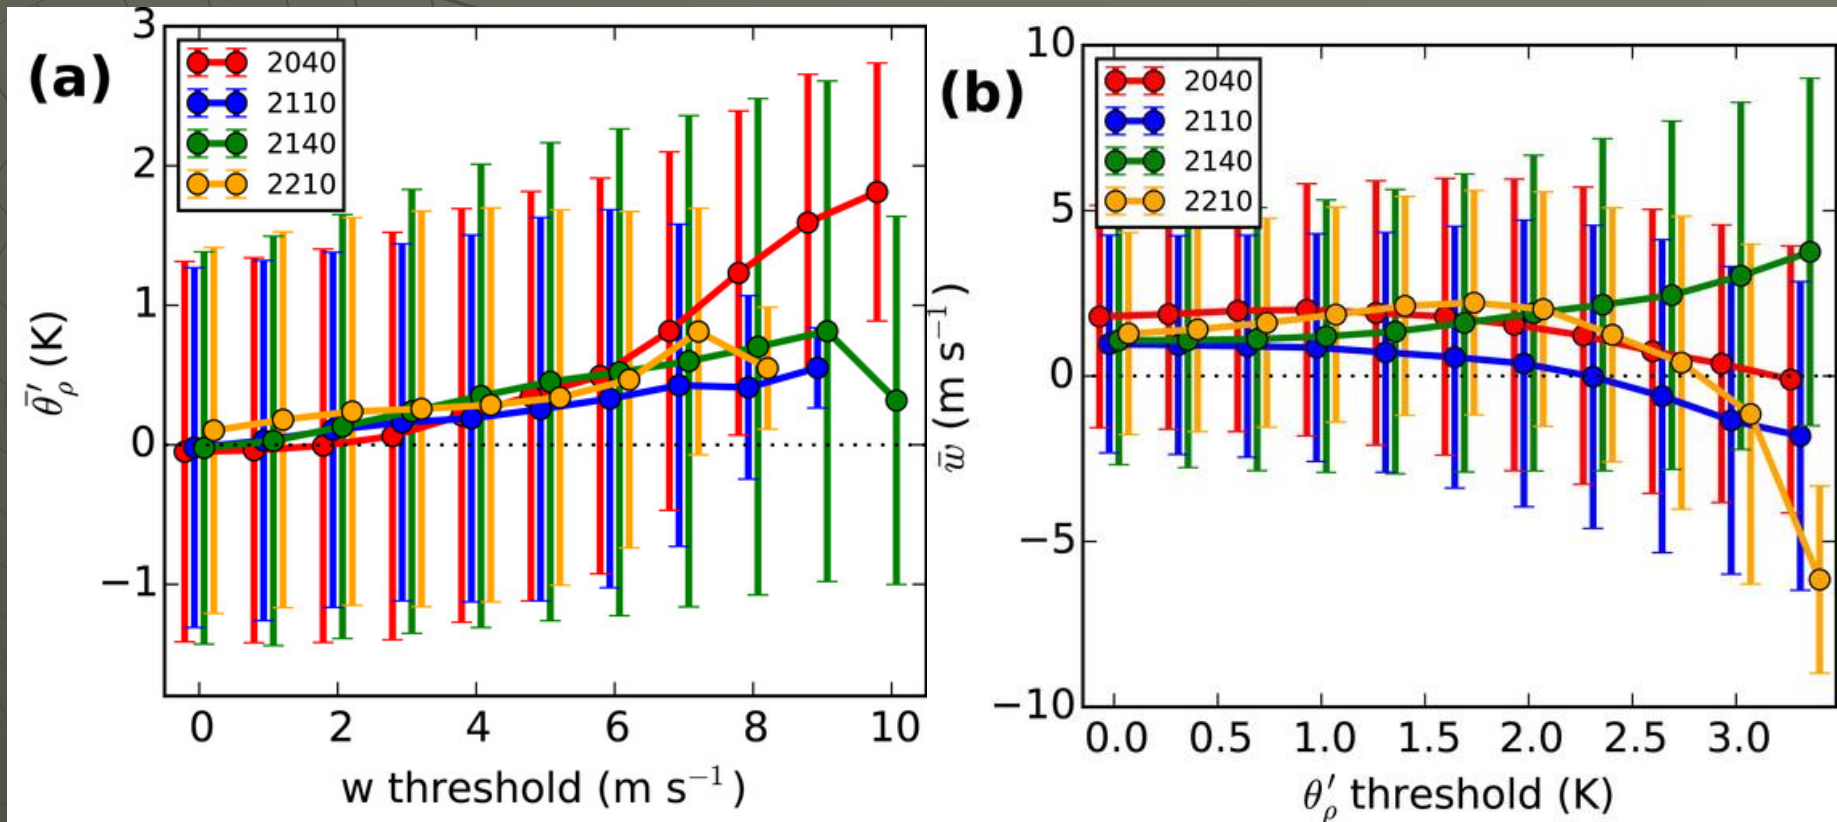 (a)
2040
2110
2140
2210
3
2
1
0
−1
θ̄′ρ (K)
0 2 4 6 8 10
w threshold (m s⁻¹)
(b)
2040
2110
2140
2210
10
5
0
−5
−10
w̄ (m s⁻¹)
0.0 0.5 1.0 1.5 2.0 2.5 3.0
θ′ρ threshold (K)